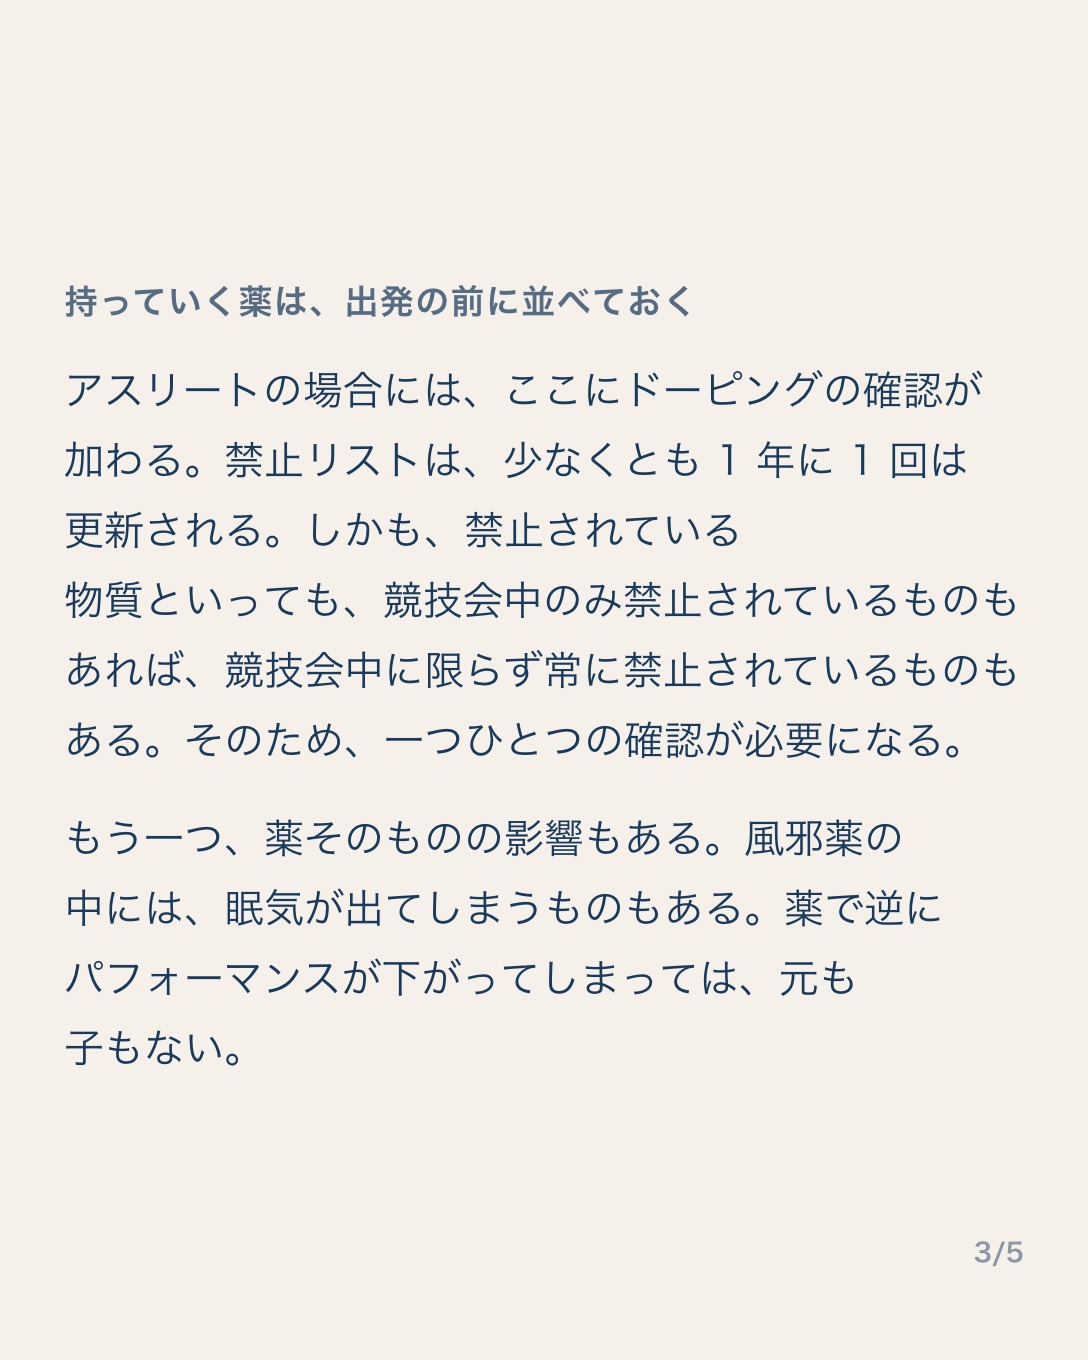 持っていく薬は、出発の前に並べておく
アスリートの場合には、ここにドーピングの確認が
加わる。禁止リストは、少なくとも 1 年に 1 回は
更新される。しかも、禁止されている
物質といっても、競技会中のみ禁止されているものも
あれば、競技会中に限らず常に禁止されているものも
ある。そのため、一つひとつの確認が必要になる。
もう一つ、薬そのものの影響もある。風邪薬の
中には、眠気が出てしまうものもある。薬で逆に
パフォーマンスが下がってしまっては、元も
子もない。
3/5